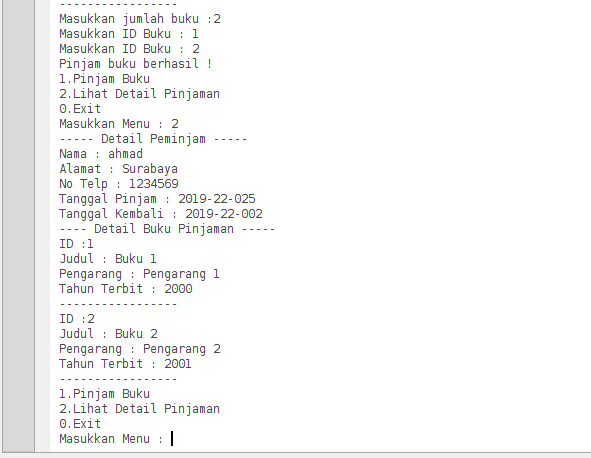 -----------------
Masukkan jumlah buku :2
Masukkan ID Buku : 1
Masukkan ID Buku : 2
Pinjam buku berhasil !
1.Pinjam Buku
2.Lihat Detail Pinjaman
0.Exit
Masukkan Menu : 2
----- Detail Peminjam -----
Nama : ahmad
Alamat : Surabaya
No Telp : 1234569
Tanggal Pinjam : 2019-22-025
Tanggal Kembali : 2019-22-002
---- Detail Buku Pinjaman -----
ID :1
Judul : Buku 1
Pengarang : Pengarang 1
Tahun Terbit : 2000
-----------------
ID :2
Judul : Buku 2
Pengarang : Pengarang 2
Tahun Terbit : 2001
-----------------
1.Pinjam Buku
2.Lihat Detail Pinjaman
0.Exit
Masukkan Menu :